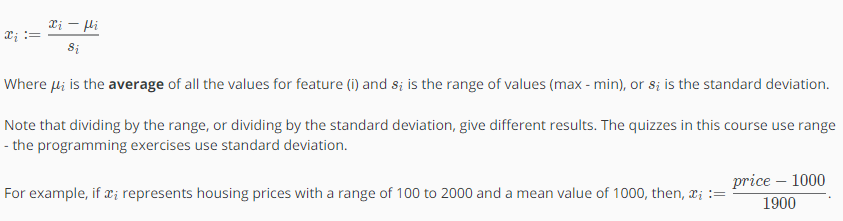 xᵢ := (xᵢ − μᵢ) / sᵢ
Where μᵢ is the average of all the values for feature (i) and sᵢ is the range of values (max - min), or sᵢ is the standard deviation.
Note that dividing by the range, or dividing by the standard deviation, give different results. The quizzes in this course use range
- the programming exercises use standard deviation.
For example, if xᵢ represents housing prices with a range of 100 to 2000 and a mean value of 1000, then, xᵢ := (price − 1000) / 1900.